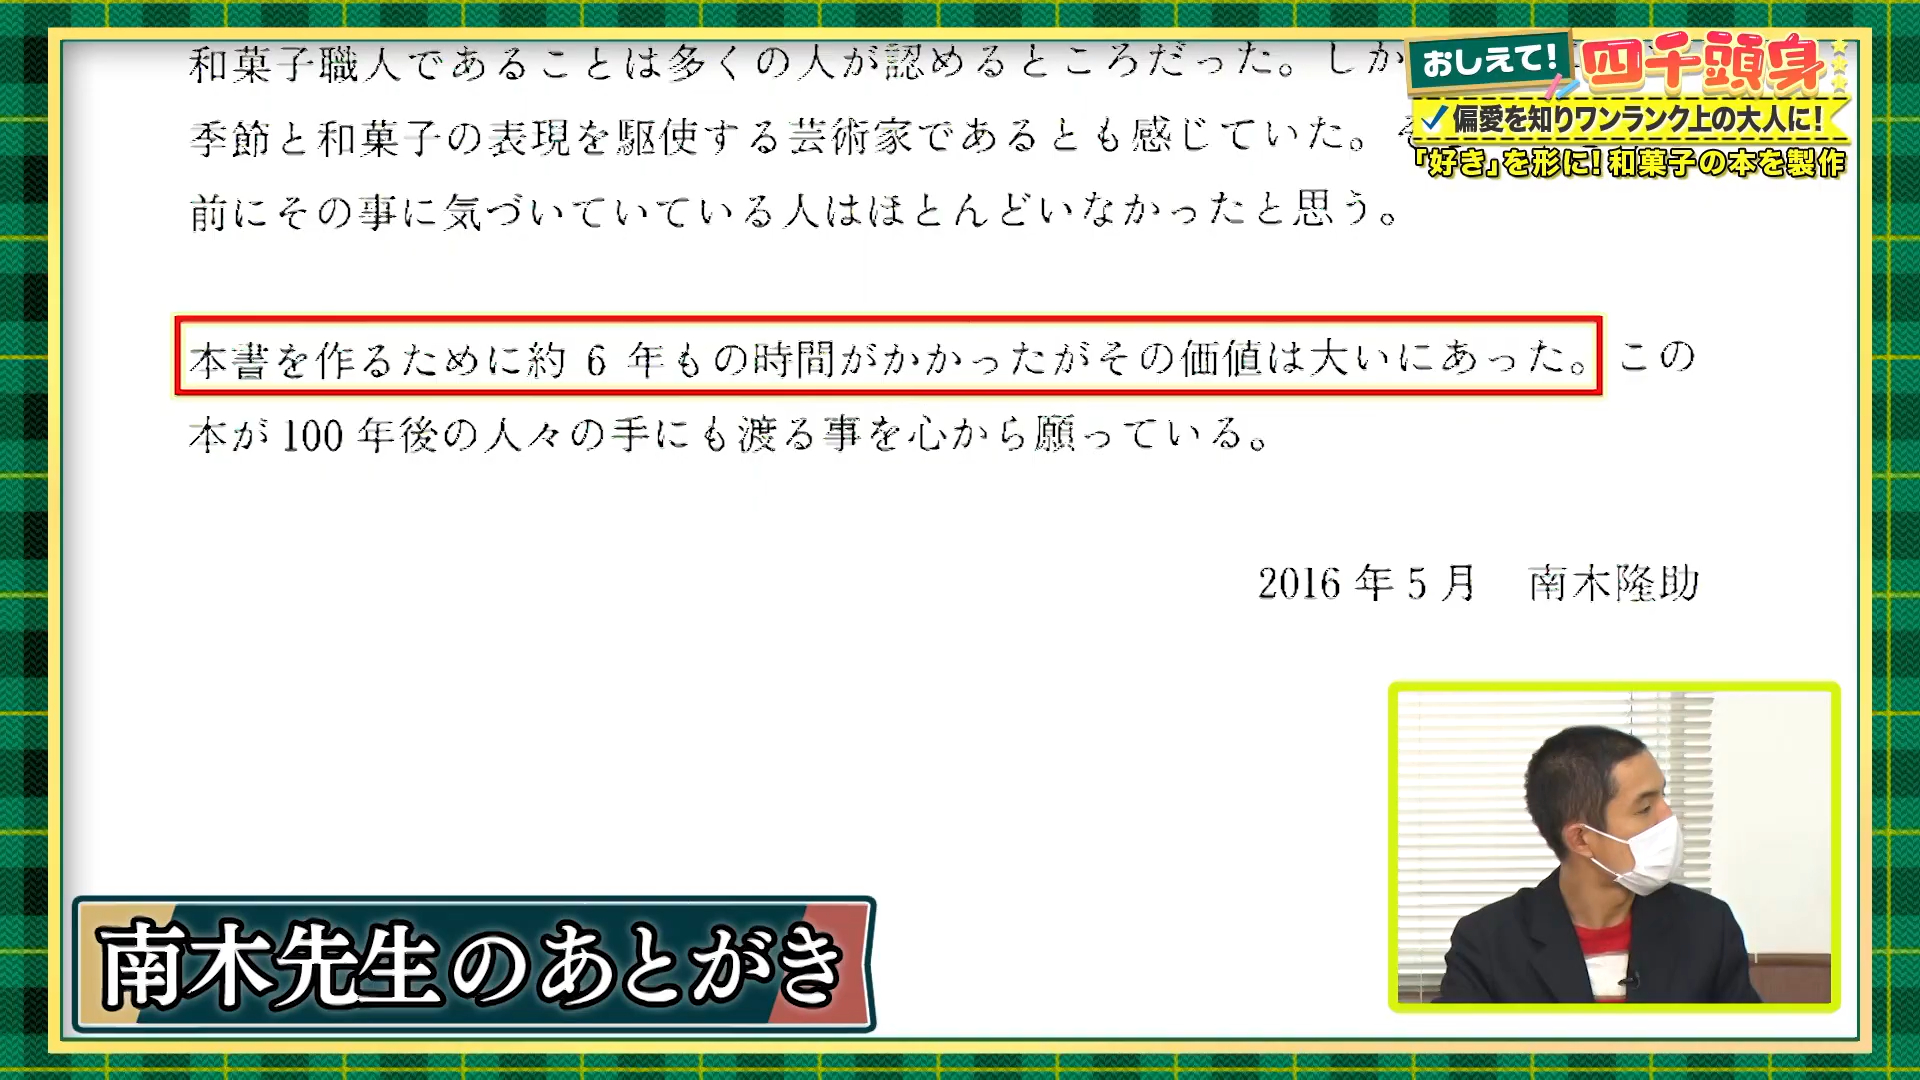 和菓子職人であることは多くの人が認めるところだった。しか
季節と和菓子の表現を駆使する芸術家であるとも感じていた。
前にその事に気づいていている人はほとんどいなかったと思う。
本書を作るために約 6 年もの時間がかかったがその価値は大いにあった。この
本が 100 年後の人々の手にも渡る事を心から願っている。
2016 年 5 月　南木隆助
おしえて! 四千頭身
✓偏愛を知りワンランク上の大人に!
「好き」を形に! 和菓子の本を製作
南木先生のあとがき